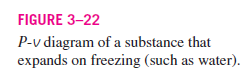 FIGURE 3–22
P-v diagram of a substance that
expands on freezing (such as water).